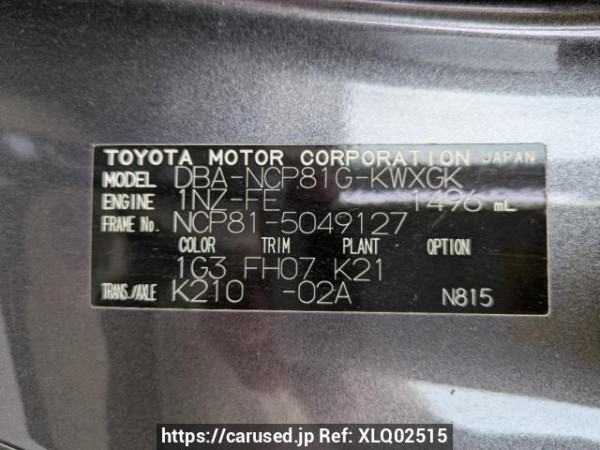 TOYOTA MOTOR CORPORATION JAPAN
MODEL DBA-NCP81G-KWXGK
ENGINE 1NZ-FE 1496 mL
FRAME No. NCP81-5049127
COLOR TRIM PLANT OPTION
1G3 FH07 K21
TRANS./AXLE K210 -02A N815
https://carused.jp Ref: XLQ02515